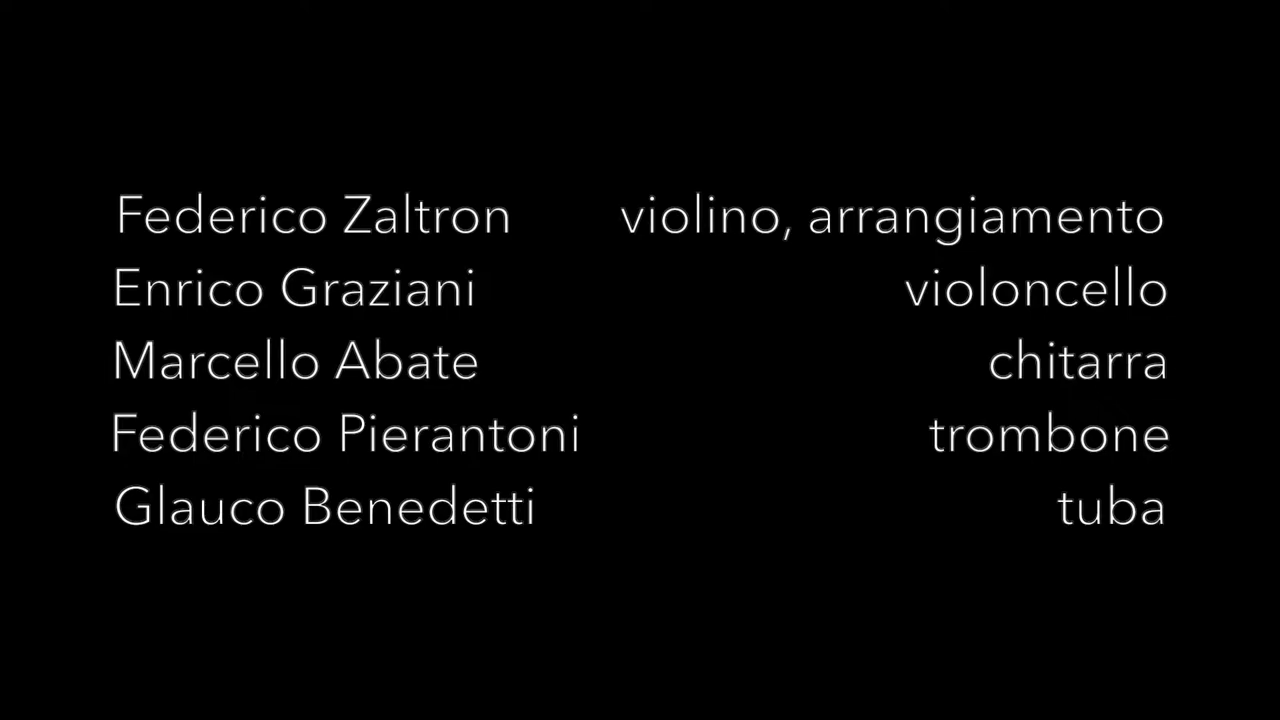 Federico Zaltron violino, arrangiamento
Enrico Graziani violoncello
Marcello Abate chitarra
Federico Pierantoni trombone
Glauco Benedetti tuba